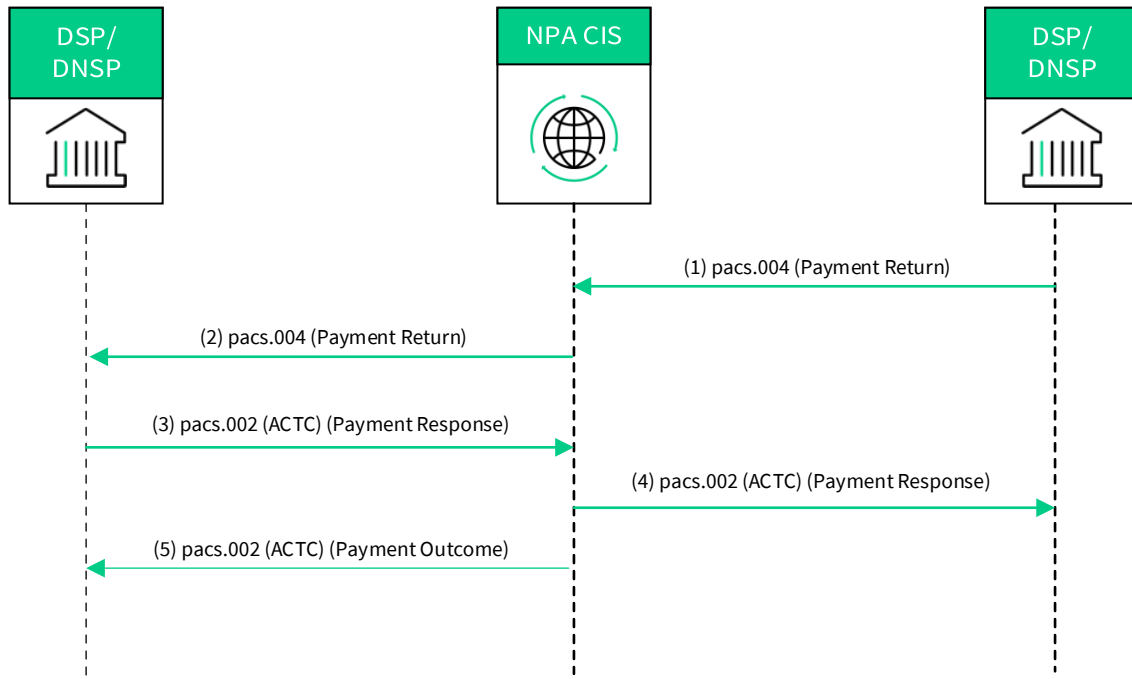 DSP/
DNSP
NPA CIS
DSP/
DNSP
(1) pacs.004 (Payment Return)
(2) pacs.004 (Payment Return)
(3) pacs.002 (ACTC) (Payment Response)
(4) pacs.002 (ACTC) (Payment Response)
(5) pacs.002 (ACTC) (Payment Outcome)